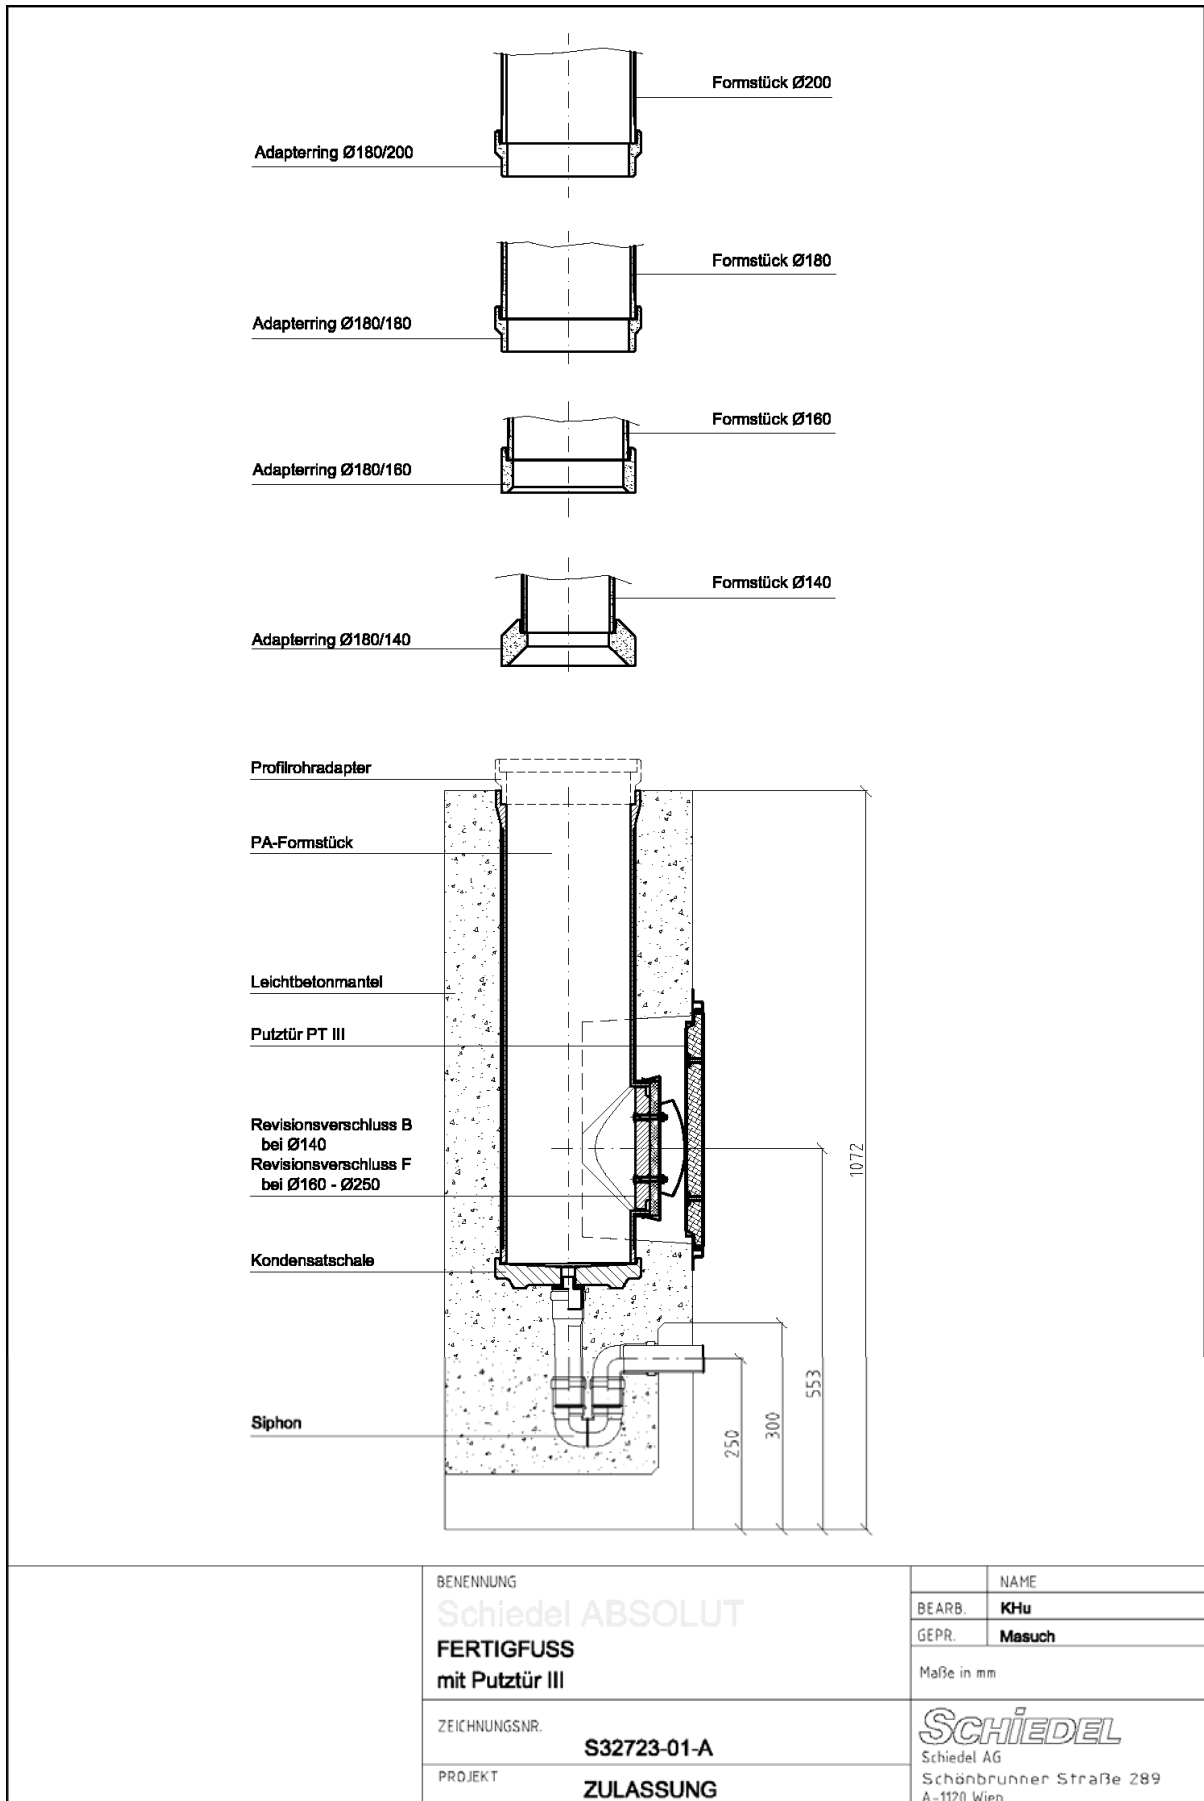 Formstück Ø200
Adapterring Ø180/200
Formstück Ø180
Adapterring Ø180/180
Formstück Ø160
Adapterring Ø180/160
Formstück Ø140
Adapterring Ø180/140
Profilrohradapter
PA-Formstück
Leichtbetonmantel
Putztür PT III
Revisionsverschluss B
bei Ø140
Revisionsverschluss F
bei Ø160 - Ø250
Kondensatschale
Siphon
250
300
553
1072
BENENNUNG
Schiedel ABSOLUT
FERTIGFUSS
mit Putztür III
ZEICHNUNGSNR.
S32723-01-A
PROJEKT
ZULASSUNG
NAME
BEARB. KHu
GEPR. Masuch
Maße in mm
SCHIEDEL
Schiedel AG
Schönbrunner Straße 289
A-1120 Wien